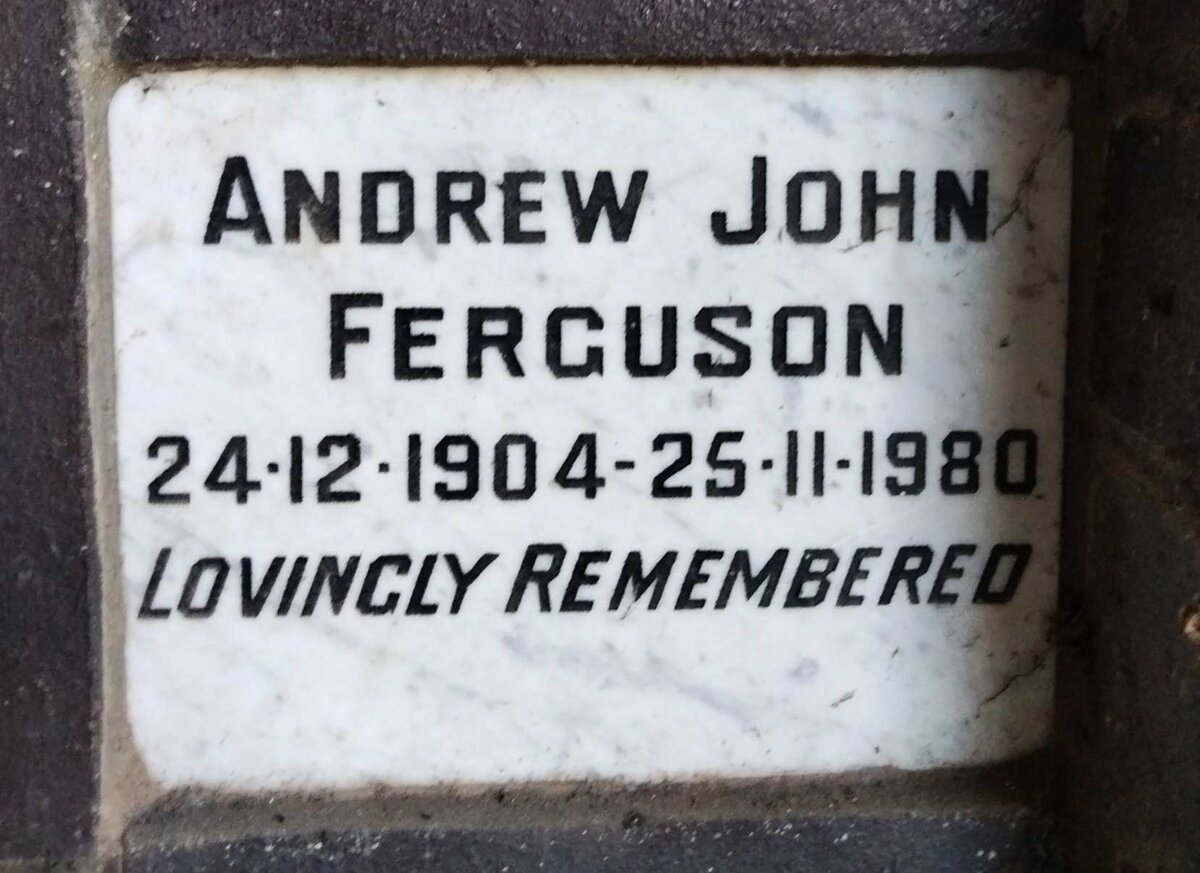 ANDREW JOHN
FERGUSON
24·12·1904-25·11·1980
LOVINGLY REMEMBERED